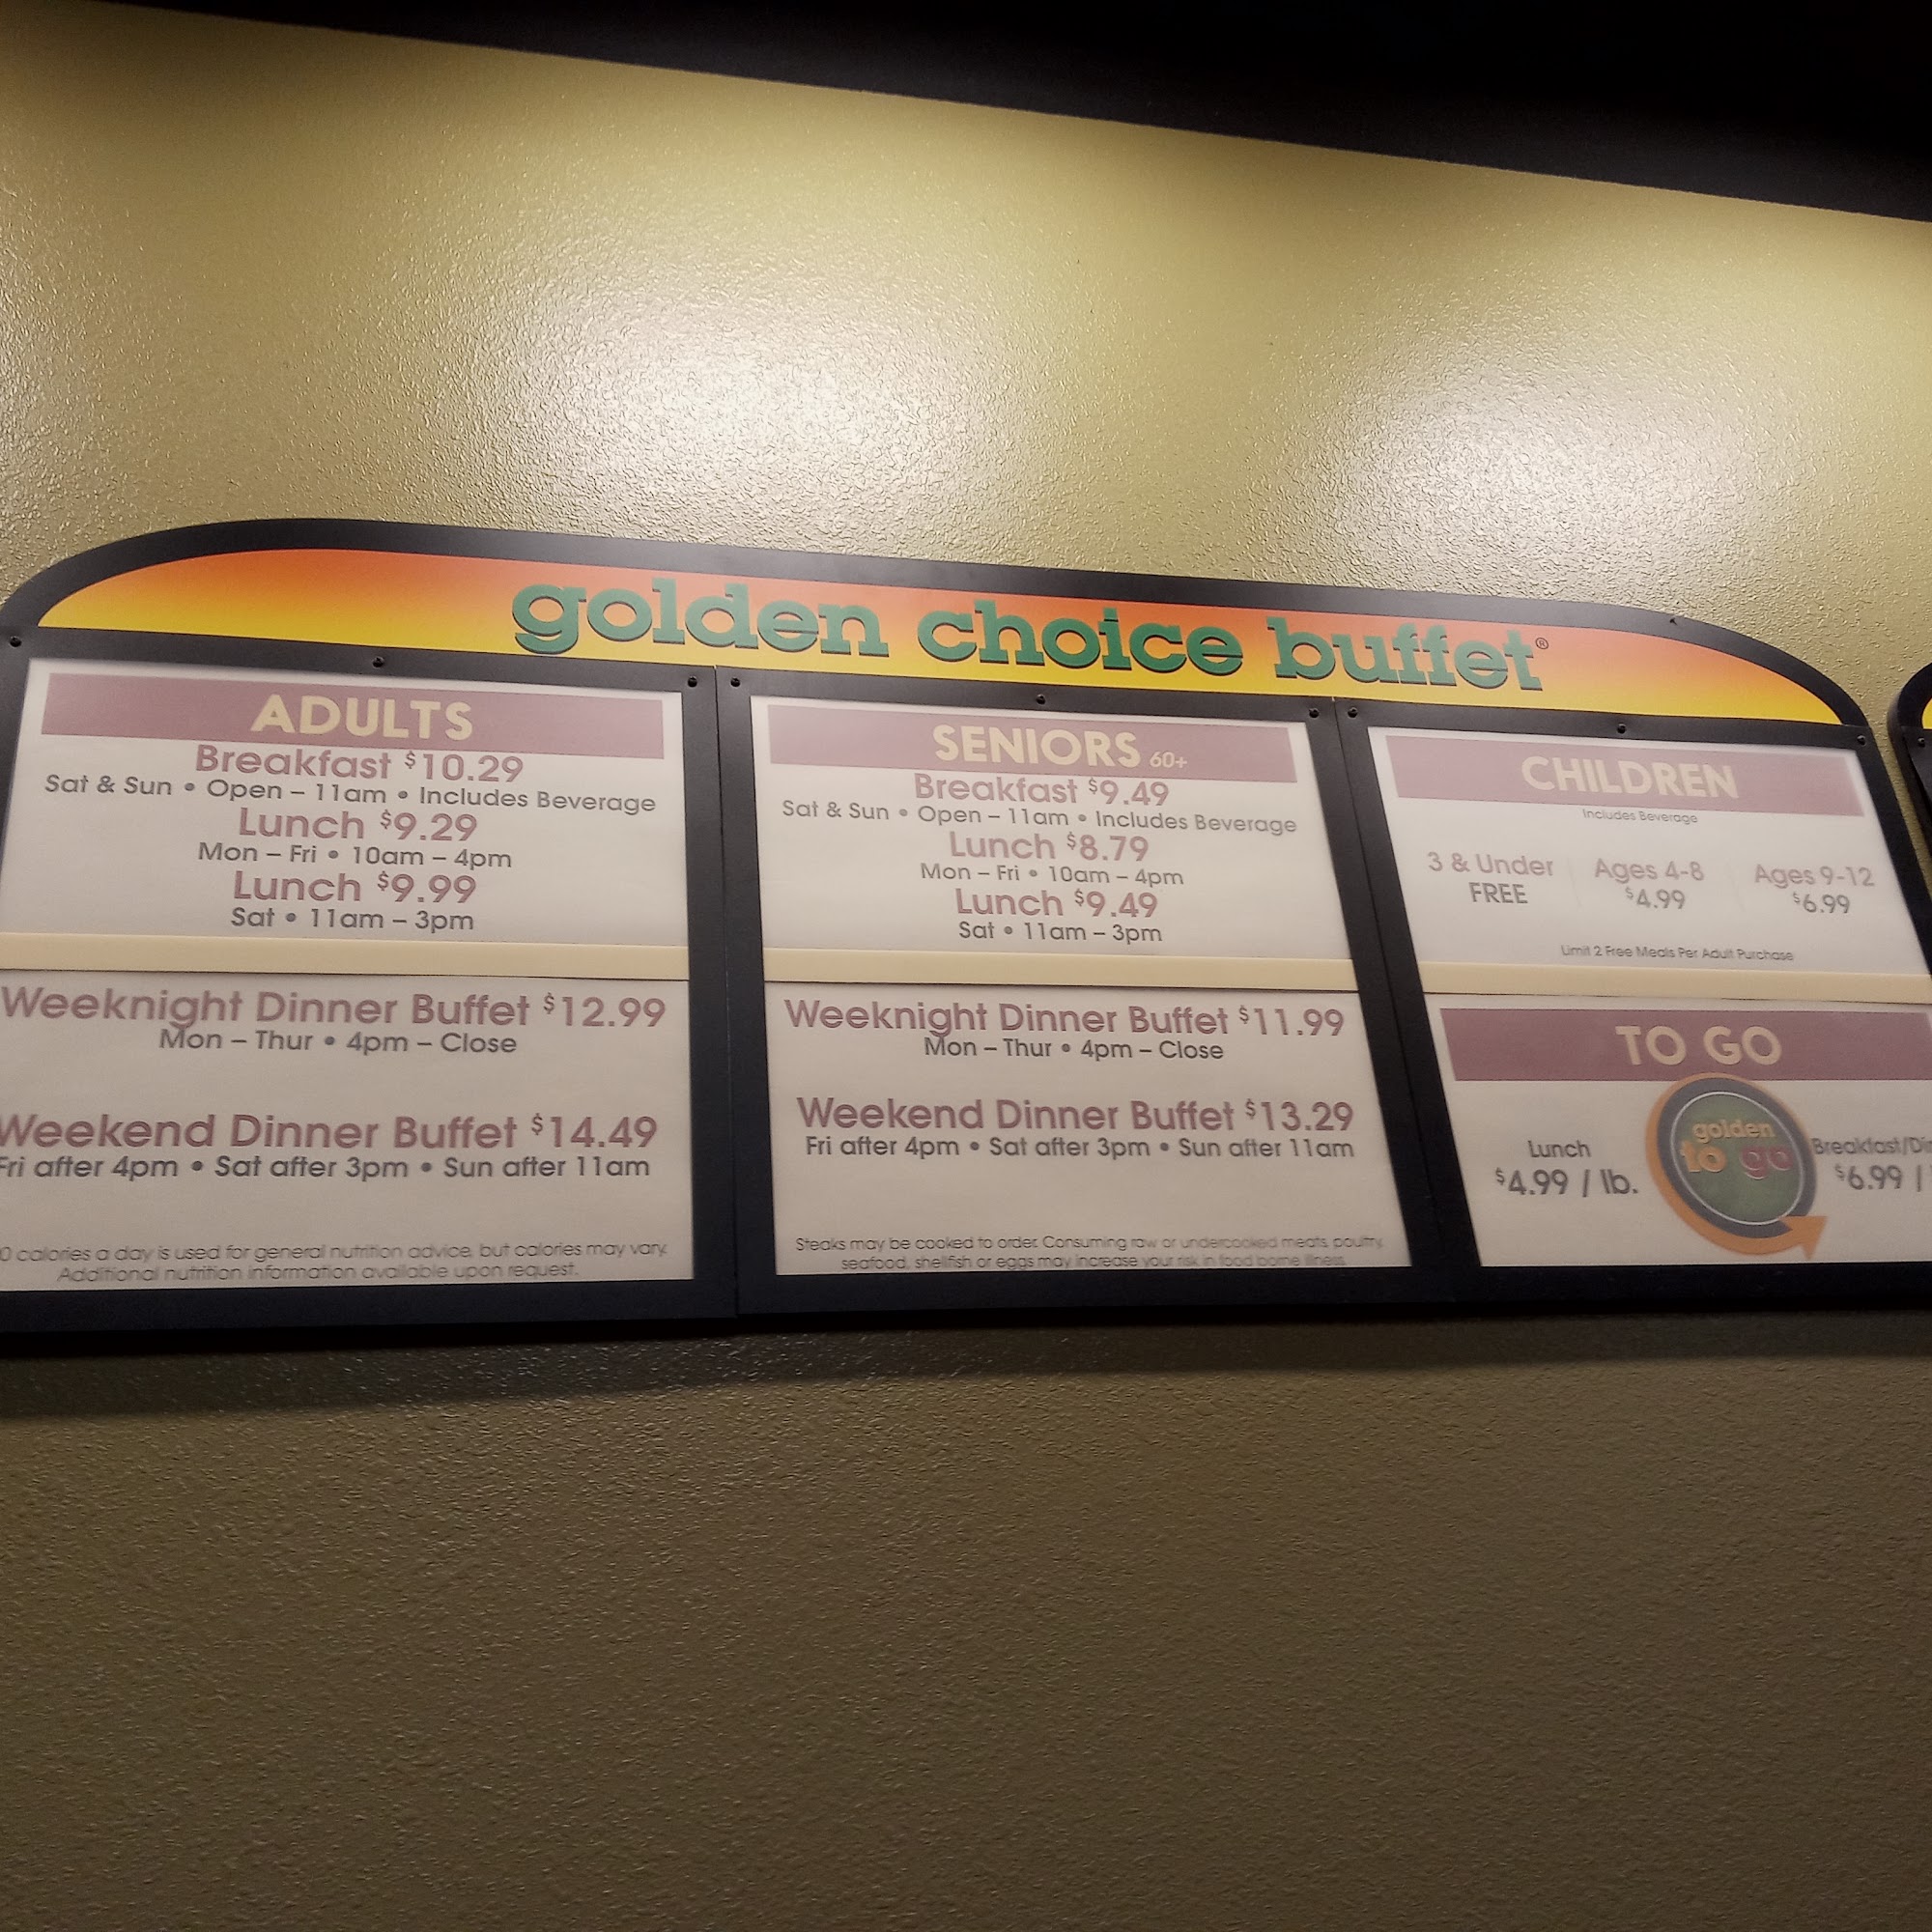 golden choice buffet®
ADULTS
Breakfast $10.29
Sat & Sun • Open – 11am • Includes Beverage
Lunch $9.29
Mon – Fri • 10am – 4pm
Lunch $9.99
Sat • 11am – 3pm
Weeknight Dinner Buffet $12.99
Mon – Thur • 4pm – Close
Weekend Dinner Buffet $14.49
Fri after 4pm • Sat after 3pm • Sun after 11am
calories a day is used for general nutrition advice, but calories may vary.
Additional nutrition information available upon request.
SENIORS 60+
Breakfast $9.49
Sat & Sun • Open – 11am • Includes Beverage
Lunch $8.79
Mon – Fri • 10am – 4pm
Lunch $9.49
Sat • 11am – 3pm
Weeknight Dinner Buffet $11.99
Mon – Thur • 4pm – Close
Weekend Dinner Buffet $13.29
Fri after 4pm • Sat after 3pm • Sun after 11am
Steaks may be cooked to order. Consuming raw or undercooked meats, poultry,
seafood, shellfish or eggs may increase your risk in food borne illness.
CHILDREN
Includes Beverage
3 & Under
FREE
Ages 4-8
$4.99
Ages 9-12
$6.99
Limit 2 Free Meals Per Adult Purchase
TO GO
Lunch
$4.99 / lb.
golden
to go
Breakfast/
$6.99 /